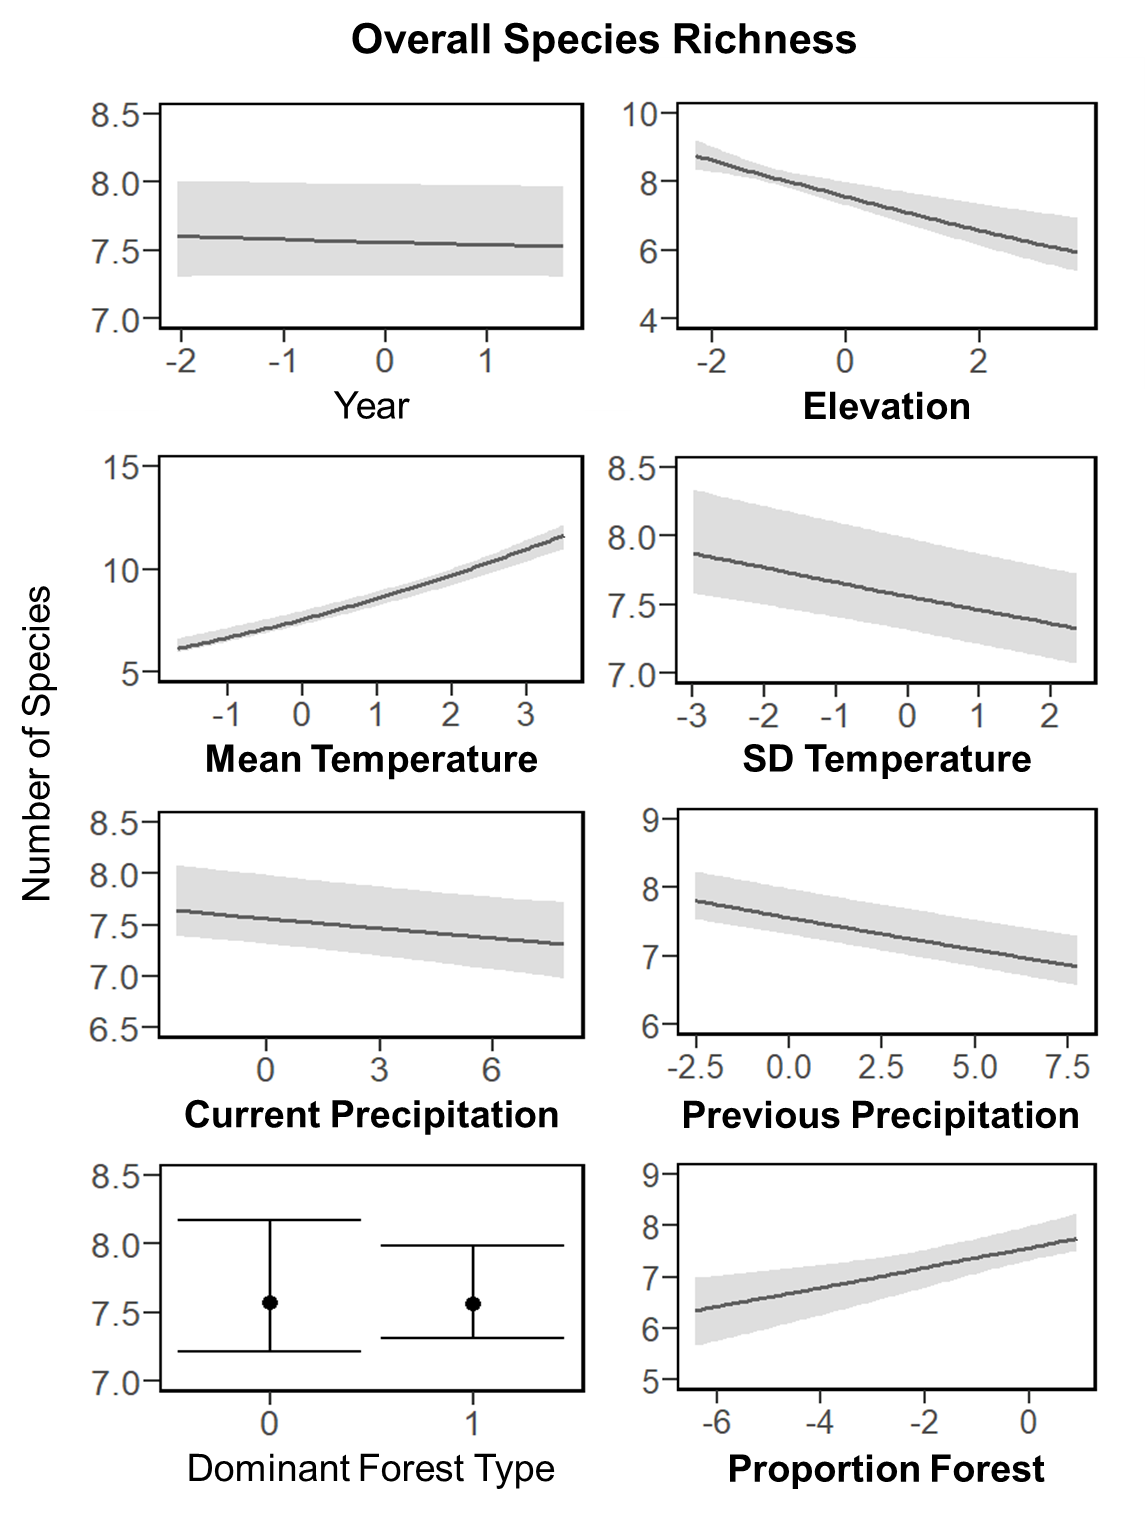 Overall Species Richness
Number of Species
8.5
8.0
7.5
7.0
-2 -1 0 1
Year
10
8
6
4
-2 0 2
Elevation
15
10
5
-1 0 1 2 3
Mean Temperature
8.5
8.0
7.5
7.0
-3 -2 -1 0 1 2
SD Temperature
8.5
8.0
7.5
7.0
6.5
0 3 6
Current Precipitation
9
8
7
6
-2.5 0.0 2.5 5.0 7.5
Previous Precipitation
8.5
8.0
7.5
7.0
0 1
Dominant Forest Type
9
8
7
6
5
-6 -4 -2 0
Proportion Forest